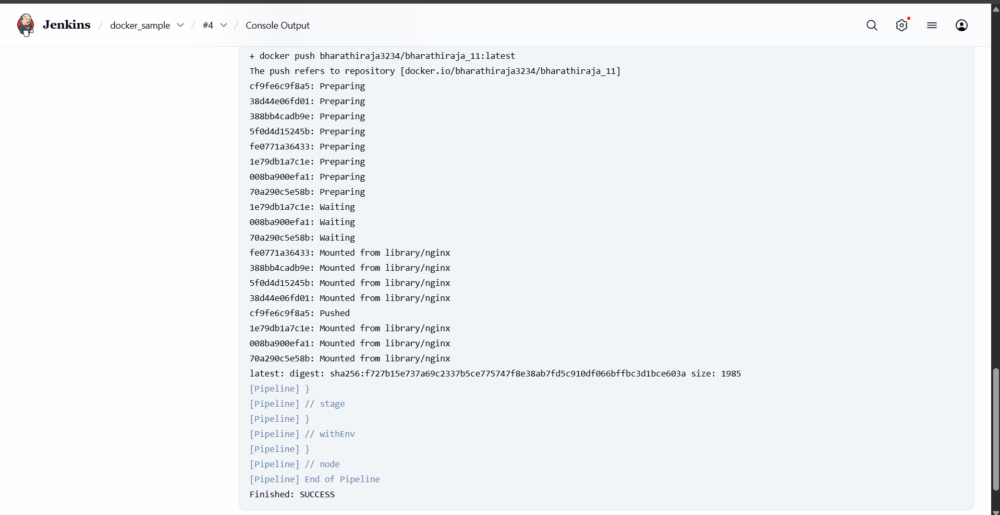 Jenkins / docker_sample / #4 / Console Output
+ docker push bharathiraja3234/bharathiraja_11:latest
The push refers to repository [docker.io/bharathiraja3234/bharathiraja_11]
cf9fe6c9f8a5: Preparing
38d44e06fd01: Preparing
388bb4cadb9e: Preparing
5f0d4d15245b: Preparing
fe0771a36433: Preparing
1e79db1a7c1e: Preparing
008ba900efa1: Preparing
70a290c5e58b: Preparing
1e79db1a7c1e: Waiting
008ba900efa1: Waiting
70a290c5e58b: Waiting
fe0771a36433: Mounted from library/nginx
388bb4cadb9e: Mounted from library/nginx
5f0d4d15245b: Mounted from library/nginx
38d44e06fd01: Mounted from library/nginx
cf9fe6c9f8a5: Pushed
1e79db1a7c1e: Mounted from library/nginx
008ba900efa1: Mounted from library/nginx
70a290c5e58b: Mounted from library/nginx
latest: digest: sha256:f727b15e737a69c2337b5ce775747f8e38ab7fd5c910df066bffbc3d1bce603a size: 1985
[Pipeline] }
[Pipeline] // stage
[Pipeline] }
[Pipeline] // withEnv
[Pipeline] }
[Pipeline] // node
[Pipeline] End of Pipeline
Finished: SUCCESS